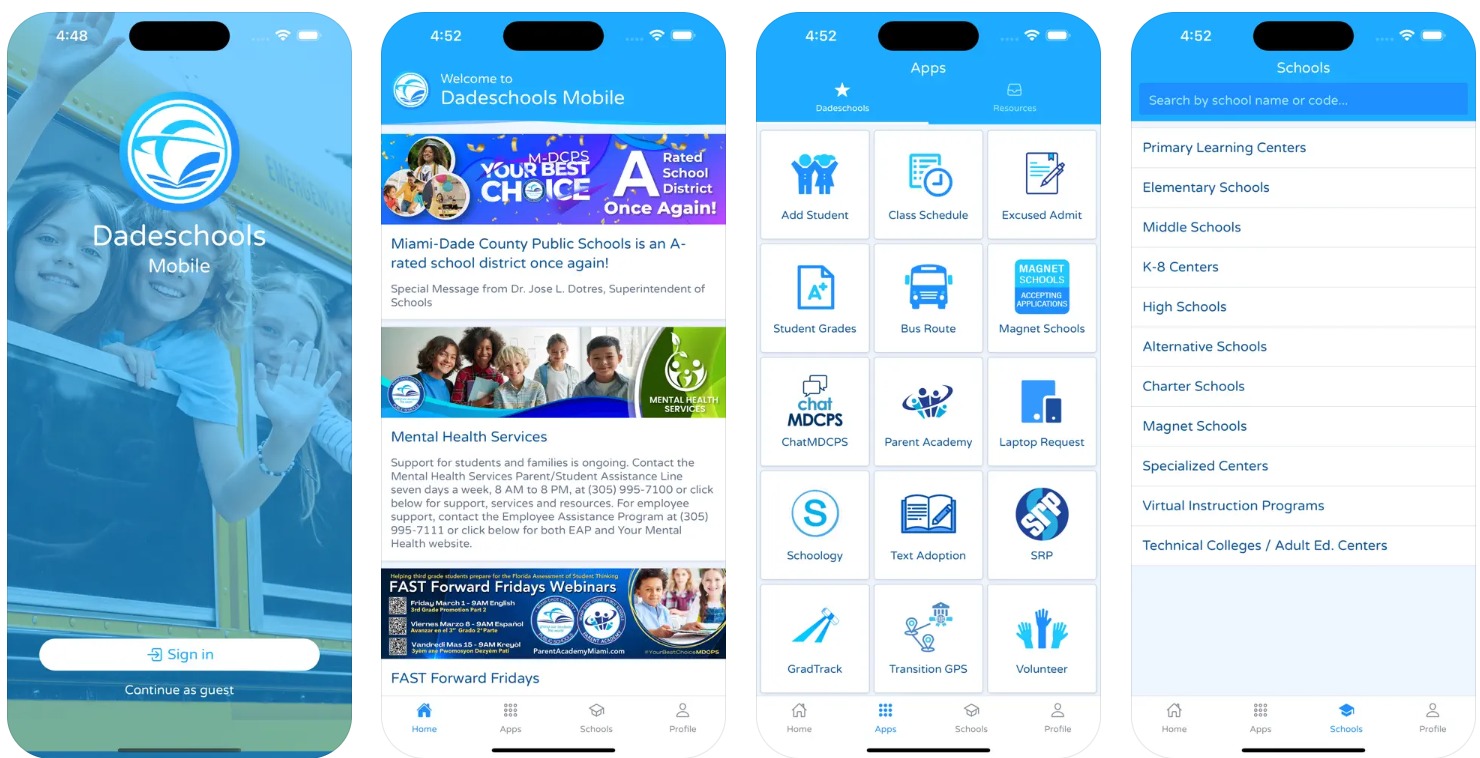 4:48
EMERGENC
Dadeschools
Mobile
Sign in
Continue as guest
4:52
Welcome to
Dadeschools Mobile
M-DCPS
YOUR BEST
CHOICE
A
Rated
School
District
Once Again!
Miami-Dade County Public Schools is an A-
rated school district once again!
Special Message from Dr. Jose L. Dotres, Superintendent of
Schools
MENTAL HEALTH
SERVICES
Mental Health Services
Support for students and families is ongoing. Contact the
Mental Health Services Parent/Student Assistance Line
seven days a week, 8 AM to 8 PM, at (305) 995-7100 or click
below for support, services and resources. For employee
support, contact the Employee Assistance Program at (305)
995-7111 or click below for both EAP and Your Mental
Health website.
Helping third grade students prepare for the Florida Assessment of Student Thinking
FAST Forward Fridays Webinars
Friday March 1 - 9AM English
3rd Grade Promotion Part 2
Viernes Marzo 8 - 9AM Español
Avanzar en el 3er Grado 2ª Parte
Vandredi Mas 15 - 9AM Kreyòl
3yèm ane Pwomosyon Dezyèm Pati
ParentAcademyMiami.com
#YourBestChoiceMDCPS
FAST Forward Fridays
Home
Apps
Schools
Profile
4:52
Apps
Dadeschools
Resources
Add Student
Class Schedule
Excused Admit
A+
Student Grades
Bus Route
MAGNET
SCHOOLS
ACCEPTING
APPLICATIONS
Magnet Schools
chat
MDCPS
ChatMDCPS
Parent Academy
Laptop Request
S
Schoology
Text Adoption
srp
SRP
GradTrack
Transition GPS
Volunteer
Home
Apps
Schools
Profile
4:52
Schools
Search by school name or code...
Primary Learning Centers
Elementary Schools
Middle Schools
K-8 Centers
High Schools
Alternative Schools
Charter Schools
Magnet Schools
Specialized Centers
Virtual Instruction Programs
Technical Colleges / Adult Ed. Centers
Home
Apps
Schools
Profile